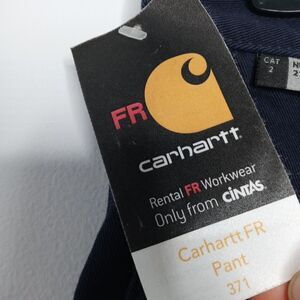 FR
carhartt
Rental FR Workwear
Only from CINTAS
Carhartt FR
Pant
371
CAT
2